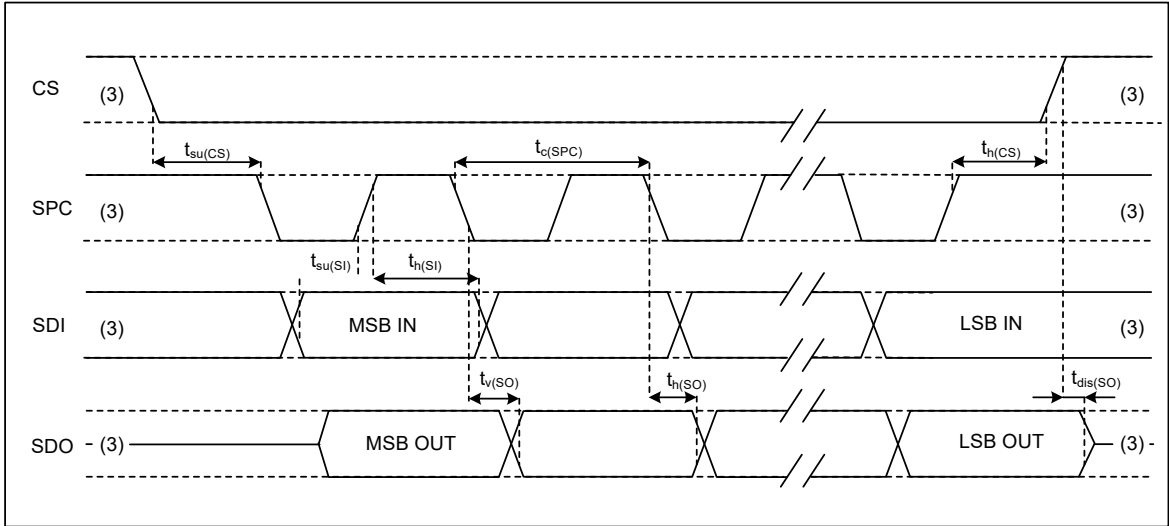 CS (3) (3)
tsu(CS) tc(SPC) th(CS)
SPC (3) (3)
tsu(SI) th(SI)
SDI (3) MSB IN LSB IN (3)
tv(SO) th(SO) tdis(SO)
SDO (3) MSB OUT LSB OUT (3)